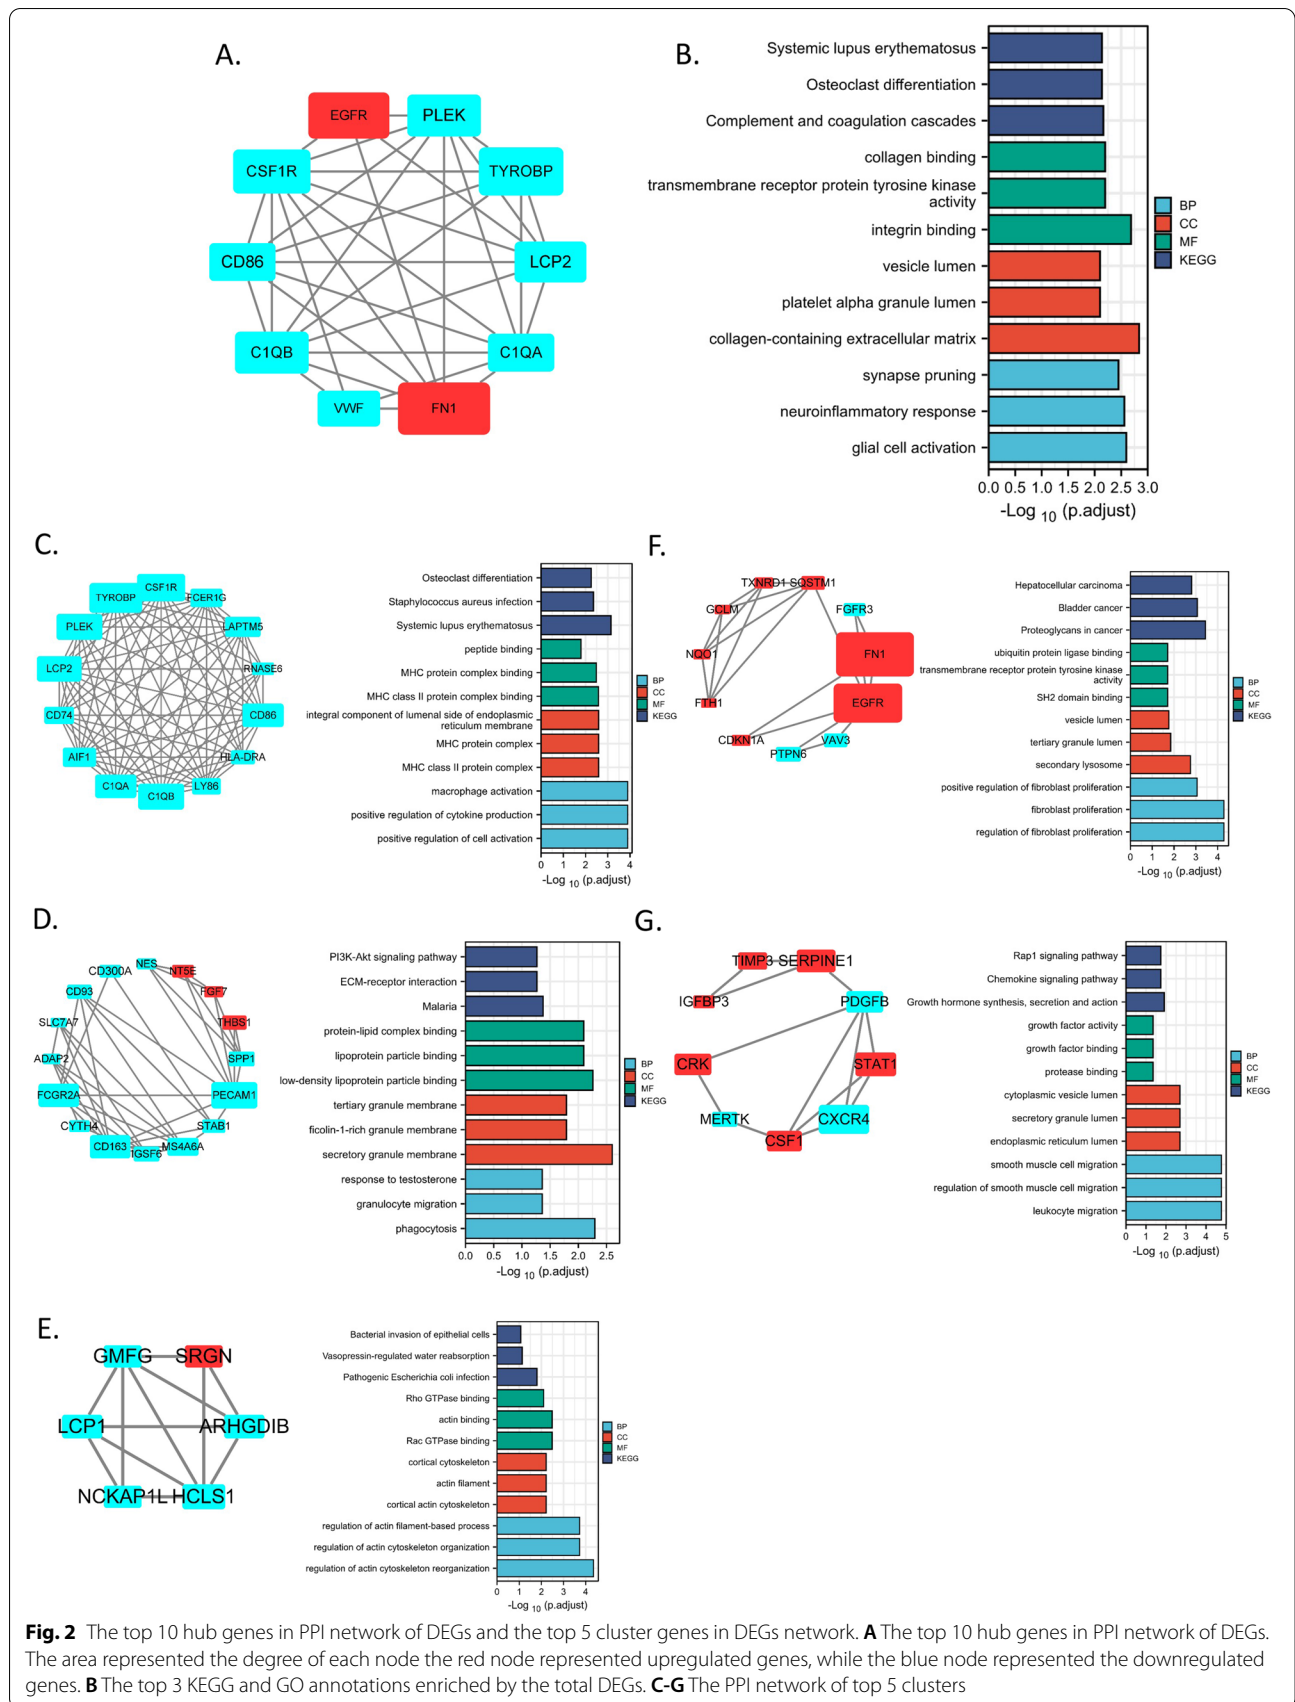 A.
EGFR
PLEK
CSF1R
TYROBP
CD86
LCP2
C1QB
C1QA
VWF
FN1
B.
Systemic lupus erythematosus
Osteoclast differentiation
Complement and coagulation cascades
collagen binding
transmembrane receptor protein tyrosine kinase
activity
integrin binding
vesicle lumen
platelet alpha granule lumen
collagen-containing extracellular matrix
synapse pruning
neuroinflammatory response
glial cell activation
0.0 0.5 1.0 1.5 2.0 2.5 3.0
-Log 10 (p.adjust)
BP
CC
MF
KEGG
C.
CSF1R
TYROBP
FCER1G
PLEK
LAPTM5
LCP2
RNASE6
CD74
CD86
AIF1
HLA-DRA
C1QA
LY86
C1QB
Osteoclast differentiation
Staphylococcus aureus infection
Systemic lupus erythematosus
peptide binding
MHC protein complex binding
MHC class II protein complex binding
integral component of lumenal side of endoplasmic
reticulum membrane
MHC protein complex
MHC class II protein complex
macrophage activation
positive regulation of cytokine production
positive regulation of cell activation
0 1 2 3 4
-Log 10 (p.adjust)
BP
CC
MF
KEGG
F.
TXNRD1 SQSTM1
GCLM
FGFR3
NQO1
FN1
FTH1
EGFR
CDKN1A
VAV3
PTPN6
Hepatocellular carcinoma
Bladder cancer
Proteoglycans in cancer
ubiquitin protein ligase binding
transmembrane receptor protein tyrosine kinase
activity
SH2 domain binding
vesicle lumen
tertiary granule lumen
secondary lysosome
positive regulation of fibroblast proliferation
fibroblast proliferation
regulation of fibroblast proliferation
0 1 2 3 4
-Log 10 (p.adjust)
BP
CC
MF
KEGG
D.
NES
CD300A
NT5E
CD93
FGF7
SLC7A7
THBS1
ADAP2
SPP1
FCGR2A
PECAM1
CYTH4
STAB1
CD163
IGSF6
MS4A6A
PI3K-Akt signaling pathway
ECM-receptor interaction
Malaria
protein-lipid complex binding
lipoprotein particle binding
low-density lipoprotein particle binding
tertiary granule membrane
ficolin-1-rich granule membrane
secretory granule membrane
response to testosterone
granulocyte migration
phagocytosis
0.0 0.5 1.0 1.5 2.0 2.5
-Log 10 (p.adjust)
BP
CC
MF
KEGG
G.
TIMP3 SERPINE1
IGFBP3
PDGFB
CRK
STAT1
MERTK
CXCR4
CSF1
Rap1 signaling pathway
Chemokine signaling pathway
Growth hormone synthesis, secretion and action
growth factor activity
growth factor binding
protease binding
cytoplasmic vesicle lumen
secretory granule lumen
endoplasmic reticulum lumen
smooth muscle cell migration
regulation of smooth muscle cell migration
leukocyte migration
0 1 2 3 4 5
-Log 10 (p.adjust)
BP
CC
MF
KEGG
E.
GMFG SRGN
LCP1 ARHGDIB
NCKAP1L HCLS1
Bacterial invasion of epithelial cells
Vasopressin-regulated water reabsorption
Pathogenic Escherichia coli infection
Rho GTPase binding
actin binding
Rac GTPase binding
cortical cytoskeleton
actin filament
cortical actin cytoskeleton
regulation of actin filament-based process
regulation of actin cytoskeleton organization
regulation of actin cytoskeleton reorganization
0 1 2 3 4
-Log 10 (p.adjust)
BP
CC
MF
KEGG
Fig. 2 The top 10 hub genes in PPI network of DEGs and the top 5 cluster genes in DEGs network. A The top 10 hub genes in PPI network of DEGs.
The area represented the degree of each node the red node represented upregulated genes, while the blue node represented the downregulated
genes. B The top 3 KEGG and GO annotations enriched by the total DEGs. C-G The PPI network of top 5 clusters